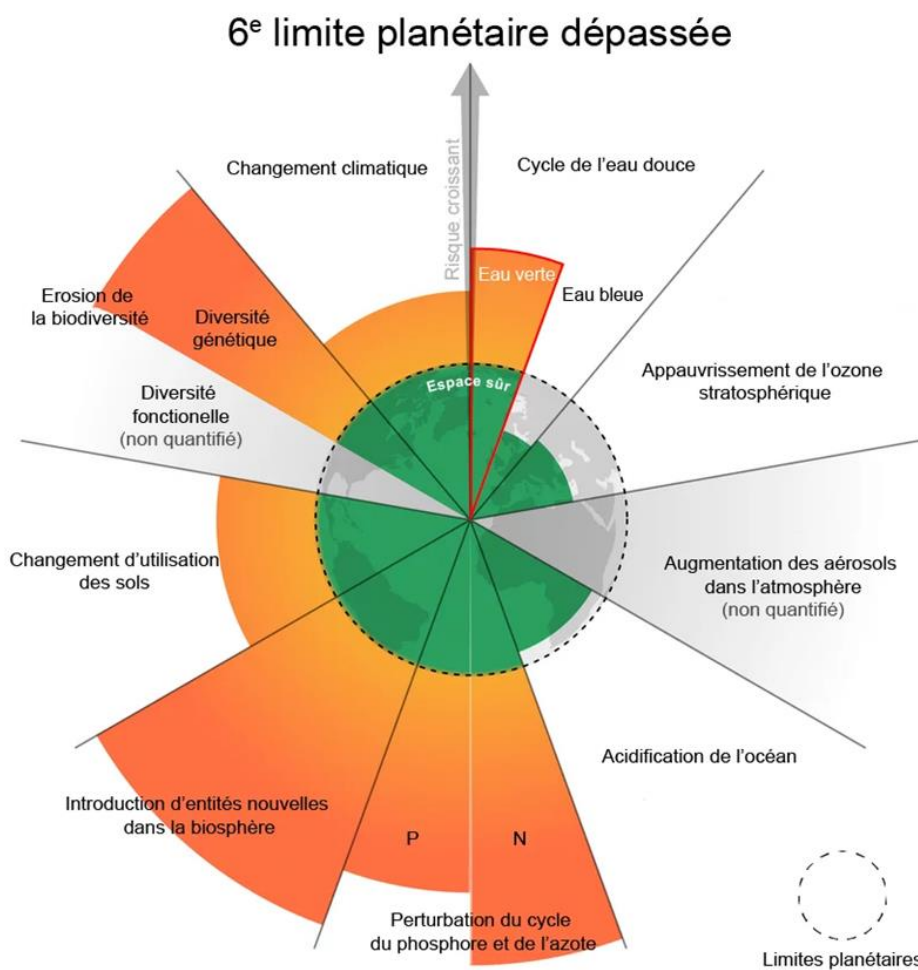 6e limite planétaire dépassée
Changement climatique
Risque croissant
Cycle de l'eau douce
Eau verte
Eau bleue
Erosion de
la biodiversité
Diversité
génétique
Espace sûr
Appauvrissement de l'ozone
stratosphérique
Diversité
fonctionelle
(non quantifié)
Changement d'utilisation
des sols
Augmentation des aérosols
dans l'atmosphère
(non quantifié)
Acidification de l'océan
Introduction d'entités nouvelles
dans la biosphère
P
N
Perturbation du cycle
du phosphore et de l'azote
Limites planétaires